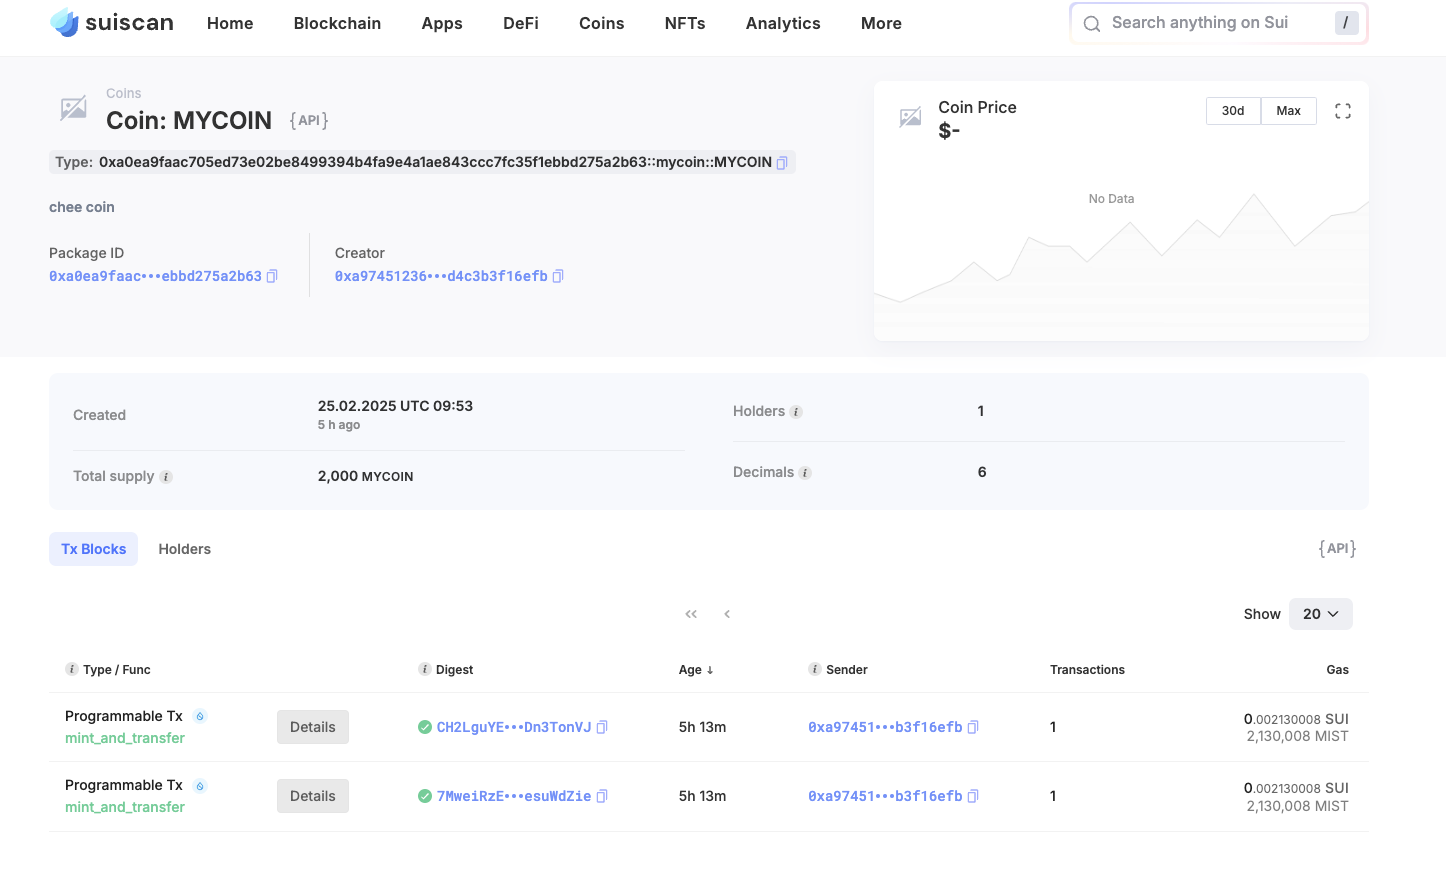 suiscan
Home Blockchain Apps DeFi Coins NFTs Analytics More
Search anything on Sui /
Coins
Coin: MYCOIN {API}
Type: 0xa0ea9faac705ed73e02be8499394b4fa9e4a1ae843ccc7fc35f1ebbd275a2b63::mycoin::MYCOIN
chee coin
Package ID
0xa0ea9faac•••ebbd275a2b63
Creator
0xa97451236•••d4c3b3f16efb
Coin Price
$-
30d Max
No Data
Created
25.02.2025 UTC 09:53
5 h ago
Total supply i 2,000 MYCOIN
Holders i 1
Decimals i 6
Tx Blocks Holders {API}
<< < Show 20
i Type / Func i Digest Age ↓ i Sender Transactions Gas
Programmable Tx
mint_and_transfer
Details CH2LguYE•••Dn3TonVJ 5h 13m 0xa97451•••b3f16efb 1
0.002130008 SUI
2,130,008 MIST
Programmable Tx
mint_and_transfer
Details 7MweiRzE•••esuWdZie 5h 13m 0xa97451•••b3f16efb 1
0.002130008 SUI
2,130,008 MIST